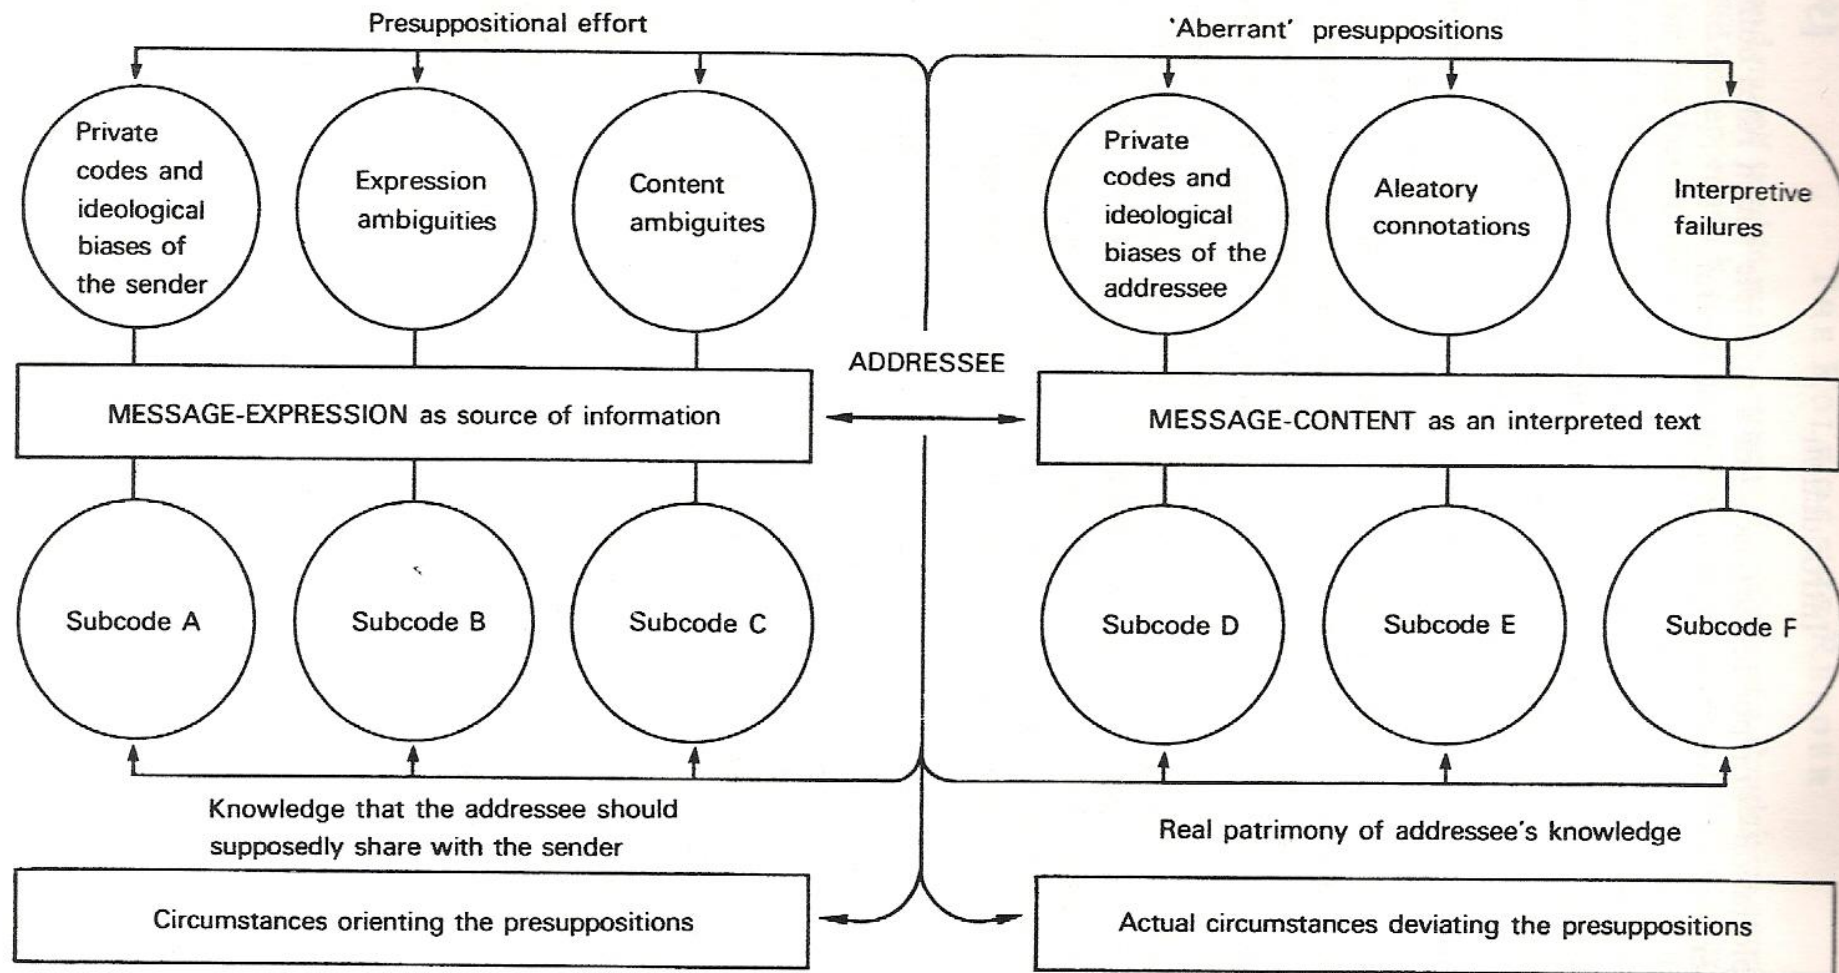 Presuppositional effort
'Aberrant' presuppositions
Private
codes and
ideological
biases of
the sender
Expression
ambiguities
Content
ambiguites
Private
codes and
ideological
biases of the
addressee
Aleatory
connotations
Interpretive
failures
ADDRESSEE
MESSAGE-EXPRESSION as source of information
MESSAGE-CONTENT as an interpreted text
Subcode A
Subcode B
Subcode C
Subcode D
Subcode E
Subcode F
Knowledge that the addressee should
supposedly share with the sender
Real patrimony of addressee's knowledge
Circumstances orienting the presuppositions
Actual circumstances deviating the presuppositions